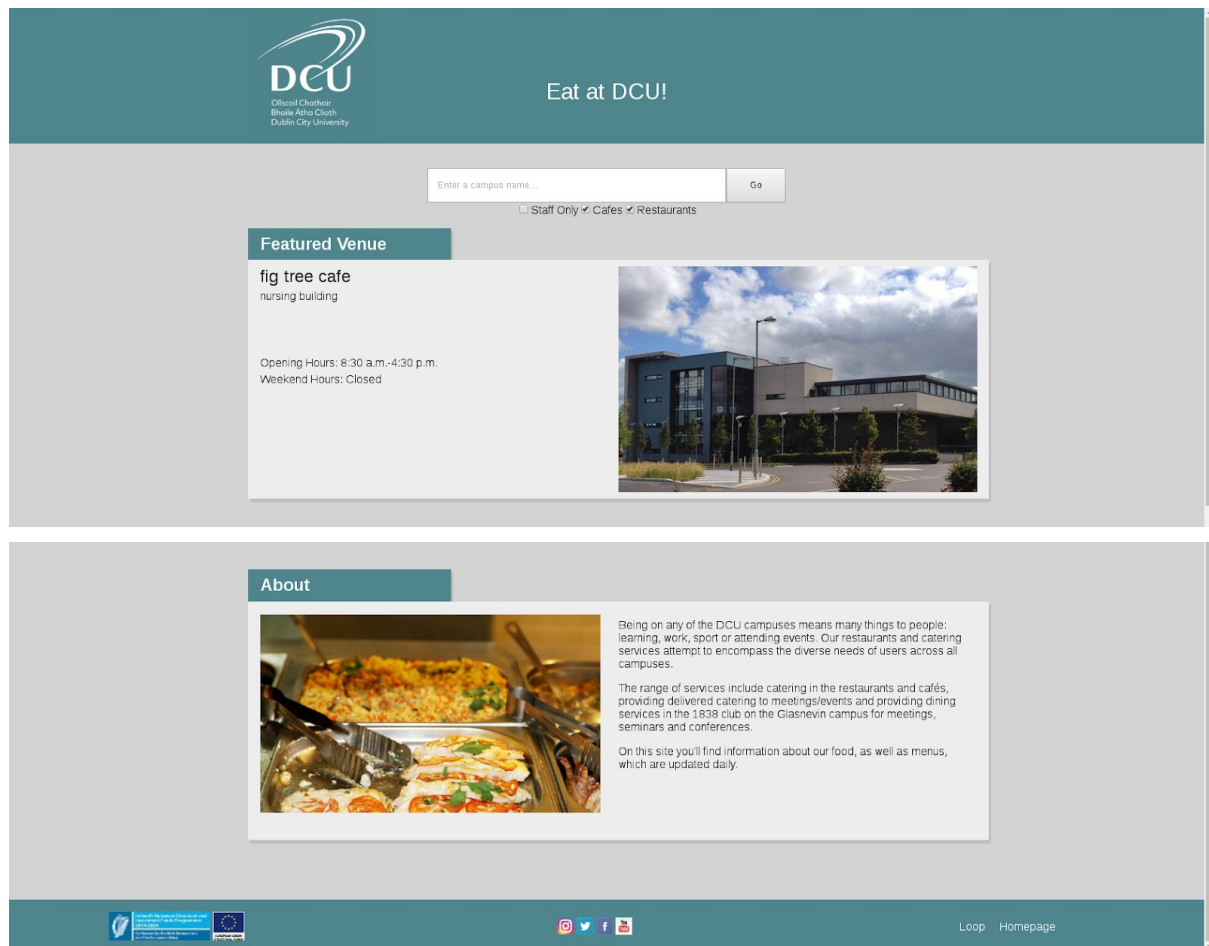 DCU
Ollscoil Chathair
Bhaile Átha Cliath
Dublin City University
Eat at DCU!
Enter a campus name...
Go
Staff Only Cafes Restaurants
Featured Venue
fig tree cafe
nursing building
Opening Hours: 8:30 a.m.-4:30 p.m.
Weekend Hours: Closed
About
Being on any of the DCU campuses means many things to people:
learning, work, sport or attending events. Our restaurants and catering
services attempt to encompass the diverse needs of users across all
campuses.
The range of services include catering in the restaurants and cafés,
providing delivered catering to meetings/events and providing dining
services in the 1838 club on the Glasnevin campus for meetings,
seminars and conferences.
On this site you'll find information about our food, as well as menus,
which are updated daily.
Loop Homepage